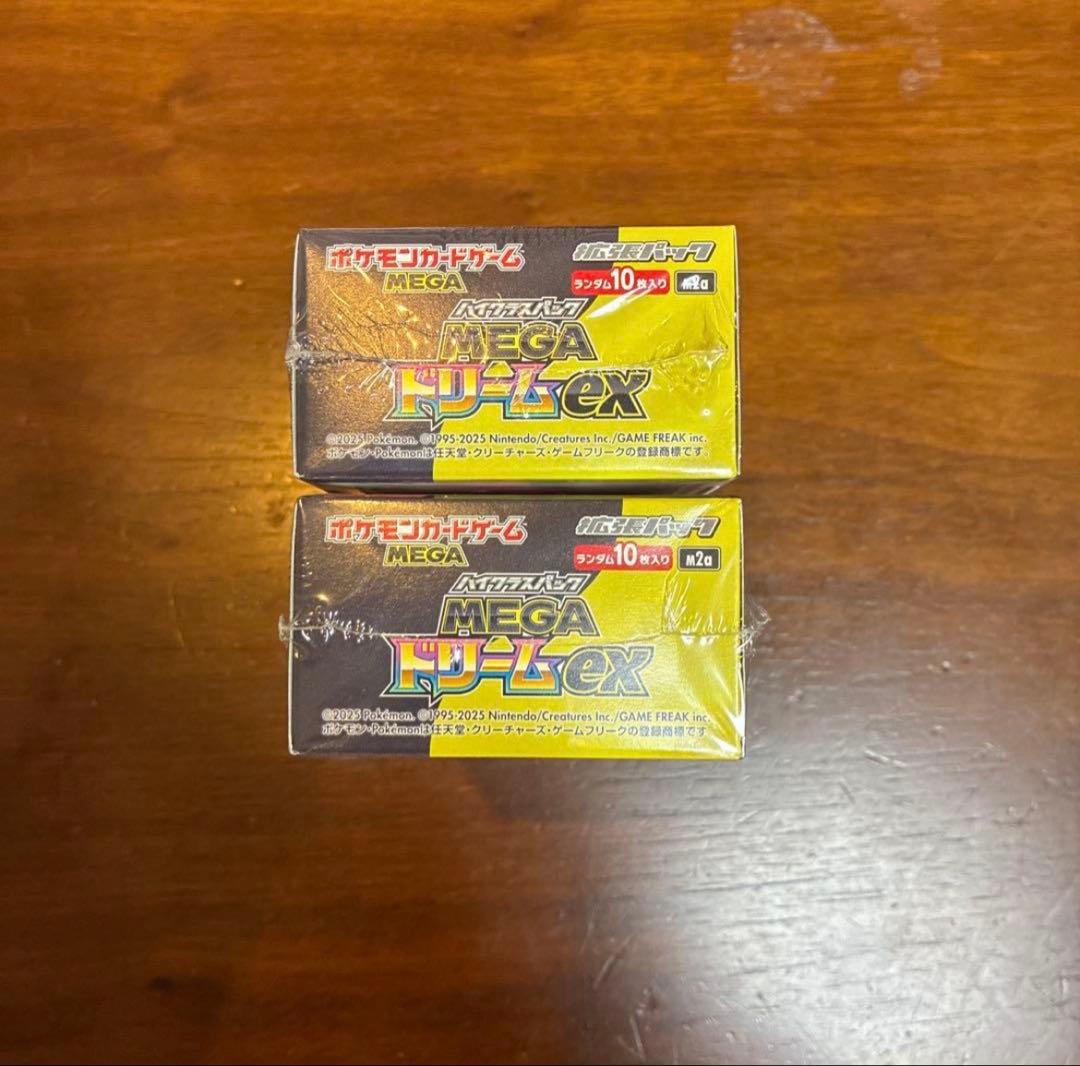 ポケモンカードゲーム
MEGA
拡張パック
ランダム10枚入り
M2a
ハイクラスパック
MEGA
ドリームex
©2025 Pokémon. ©1995-2025 Nintendo/Creatures Inc./GAME FREAK inc.
ポケモン・Pokémonは任天堂・クリーチャーズ・ゲームフリークの登録商標です。
ポケモンカードゲーム
MEGA
拡張パック
ランダム10枚入り
M2a
ハイクラスパック
MEGA
ドリームex
©2025 Pokémon. ©1995-2025 Nintendo/Creatures Inc./GAME FREAK inc.
ポケモン・Pokémonは任天堂・クリーチャーズ・ゲームフリークの登録商標です